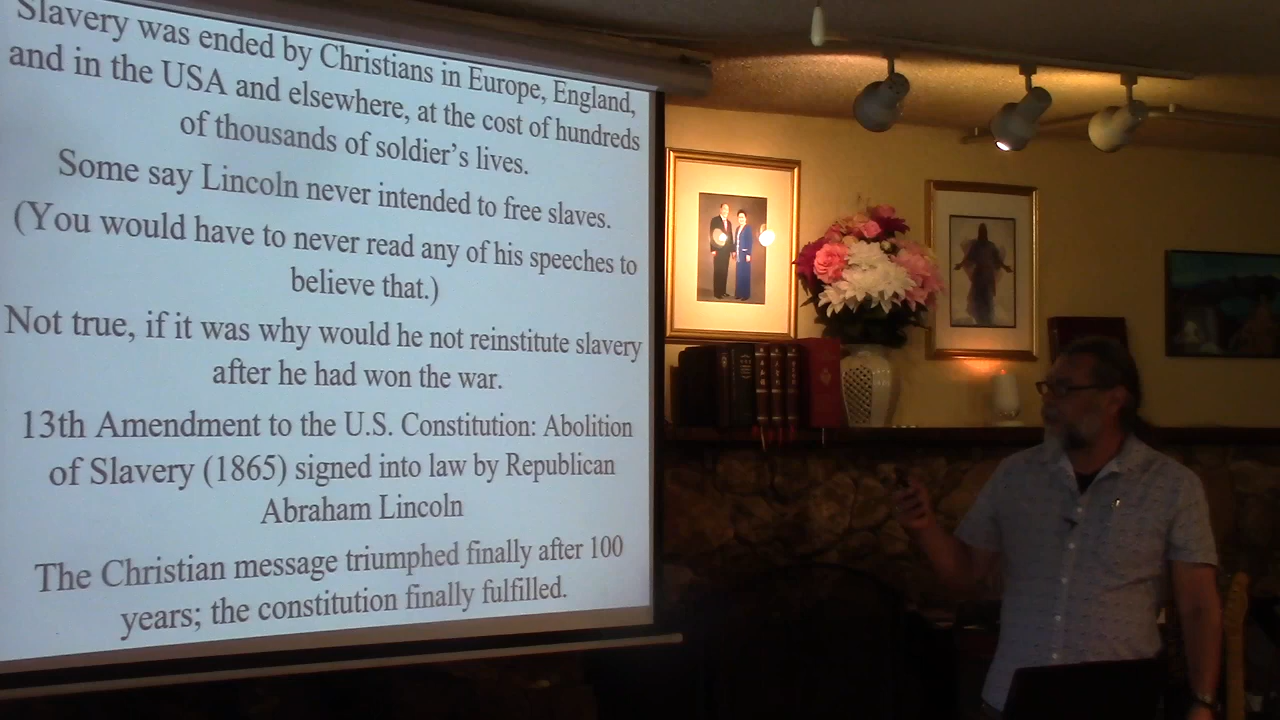 Slavery was ended by Christians in Europe, England,
and in the USA and elsewhere, at the cost of hundreds
of thousands of soldier's lives.
Some say Lincoln never intended to free slaves.
(You would have to never read any of his speeches to
believe that.)
Not true, if it was why would he not reinstitute slavery
after he had won the war.
13th Amendment to the U.S. Constitution: Abolition
of Slavery (1865) signed into law by Republican
Abraham Lincoln
The Christian message triumphed finally after 100
years; the constitution finally fulfilled.